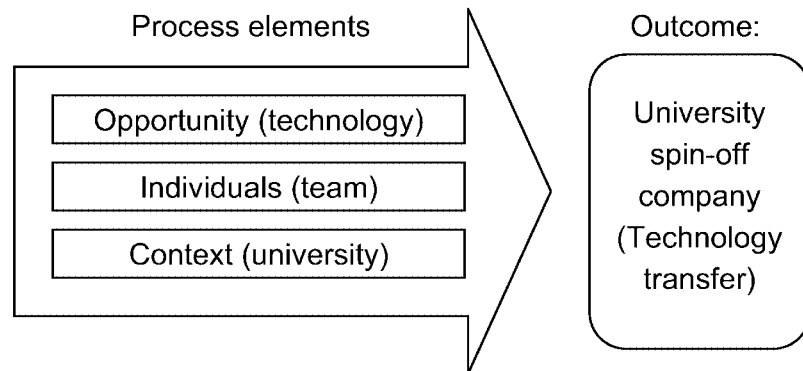 Process elements
Outcome:
Opportunity (technology)
Individuals (team)
Context (university)
University
spin-off
company
(Technology
transfer)